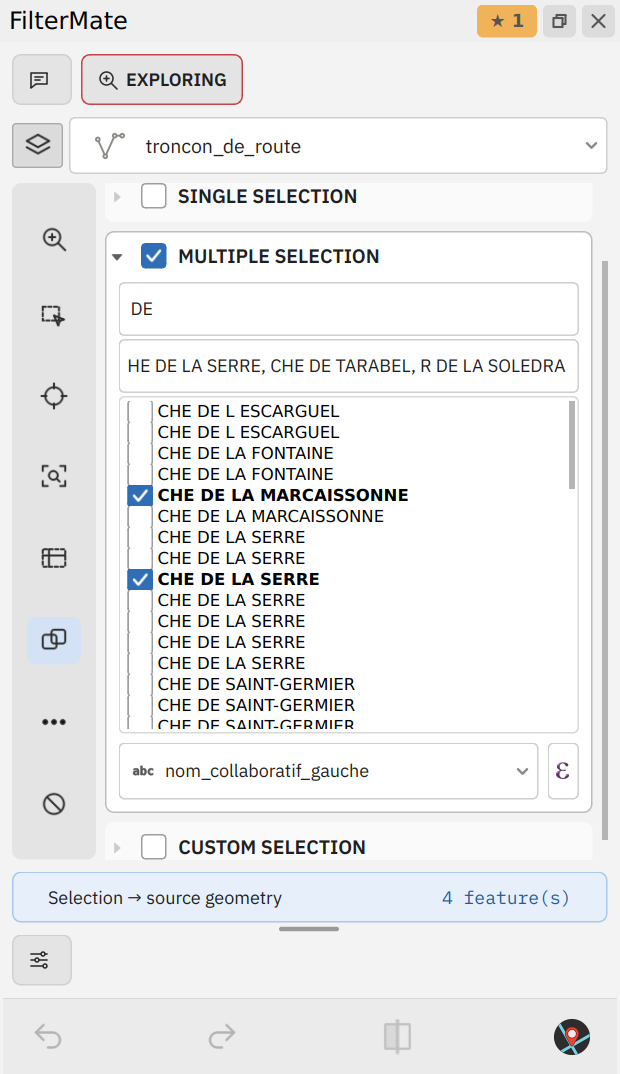 FilterMate
★ 1
EXPLORING
troncon_de_route
SINGLE SELECTION
MULTIPLE SELECTION
DE
HE DE LA SERRE, CHE DE TARABEL, R DE LA SOLEDRA
CHE DE L ESCARGUEL
CHE DE L ESCARGUEL
CHE DE LA FONTAINE
CHE DE LA FONTAINE
CHE DE LA MARCAISSONNE
CHE DE LA MARCAISSONNE
CHE DE LA SERRE
CHE DE LA SERRE
CHE DE LA SERRE
CHE DE LA SERRE
CHE DE LA SERRE
CHE DE LA SERRE
CHE DE LA SERRE
CHE DE SAINT-GERMIER
CHE DE SAINT-GERMIER
CHE DE SAINT-GERMIER
abc nom_collaboratif_gauche ε
CUSTOM SELECTION
Selection → source geometry 4 feature(s)